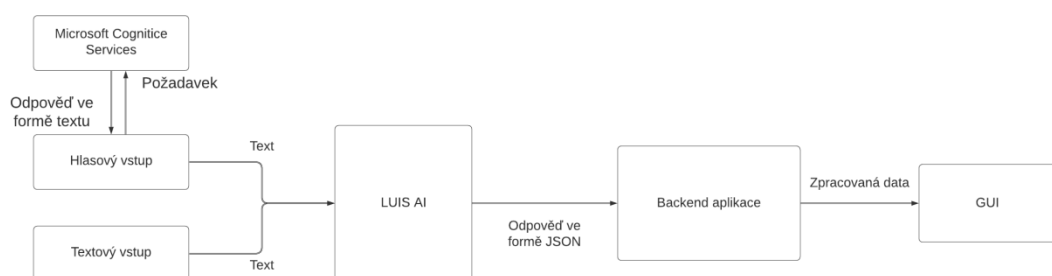 Microsoft Cognitice
Services
Požadavek
Odpověď ve
formě textu
Hlasový vstup
Text
Textový vstup
Text
LUIS AI
Odpověď ve
formě JSON
Backend aplikace
Zpracovaná data
GUI